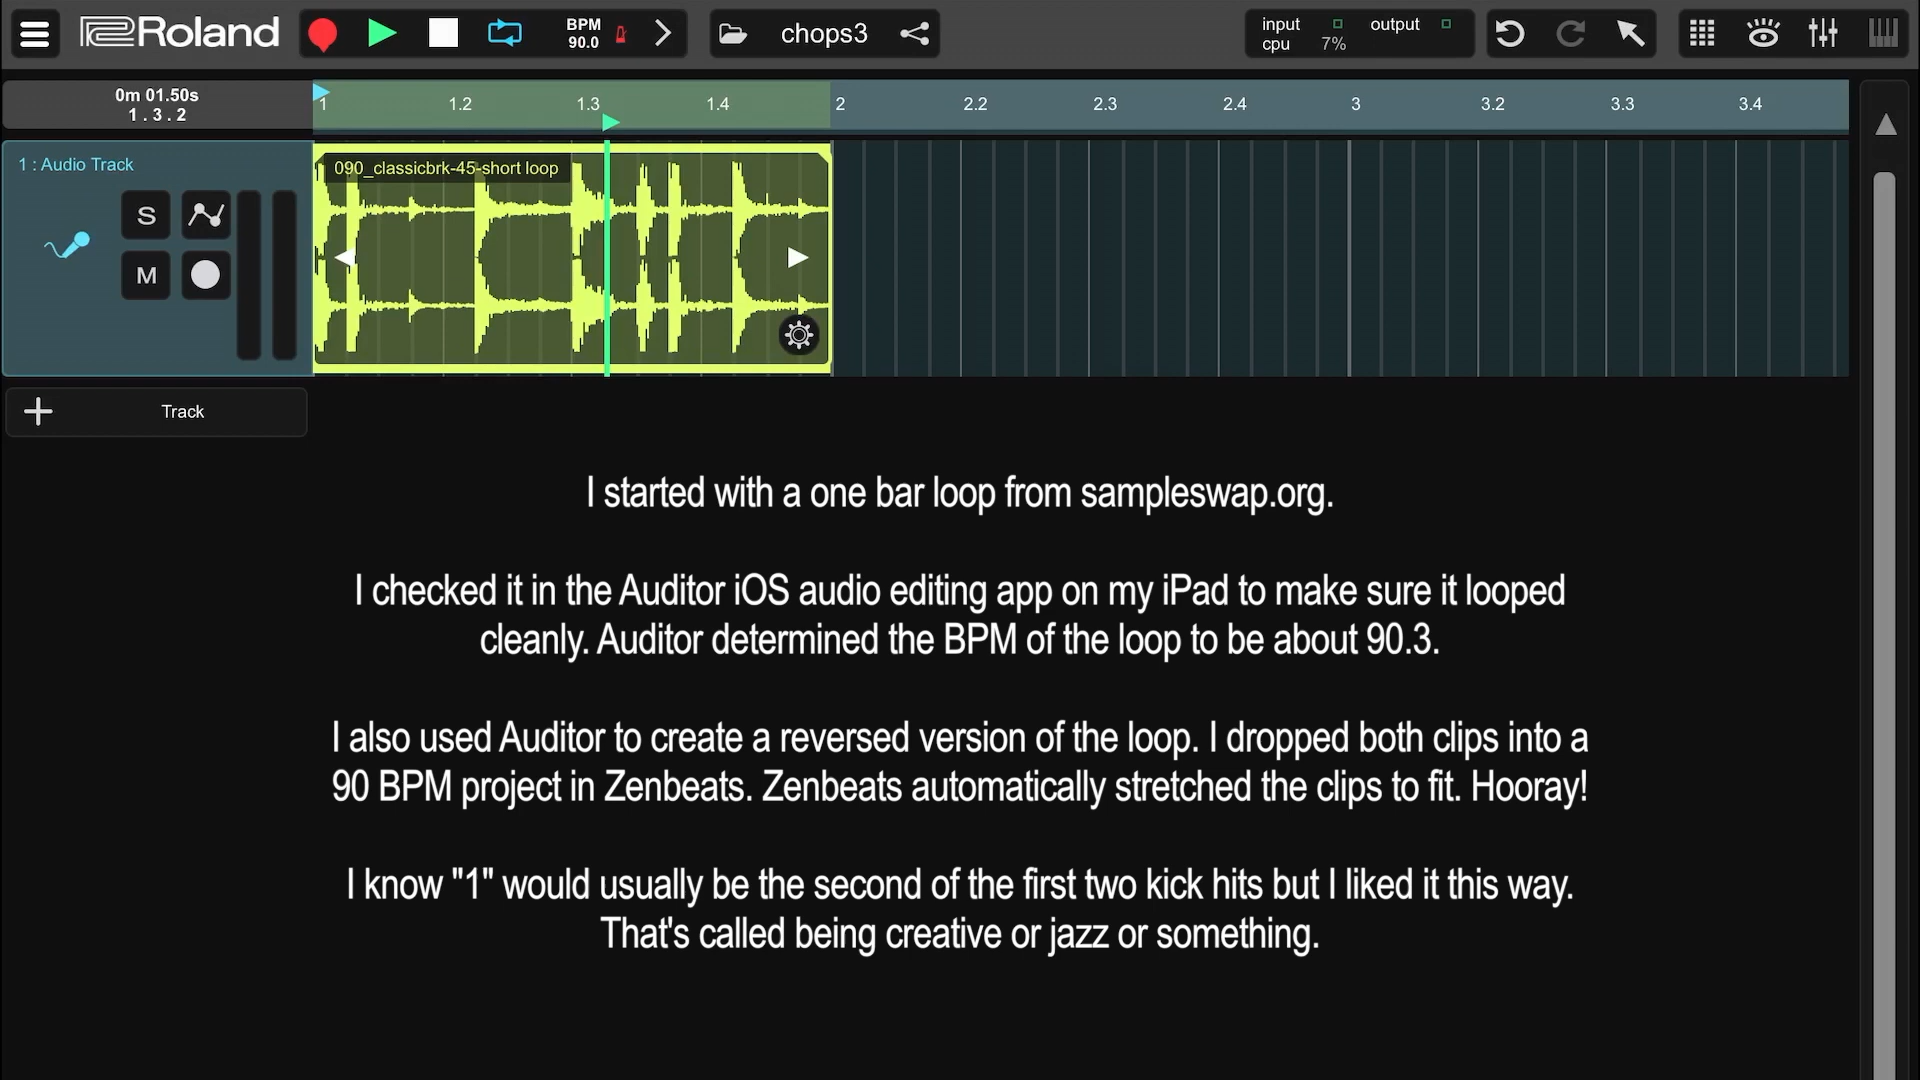 Roland
BPM
90.0
chops3
input
cpu
7%
output
0m 01.50s
1 . 3 . 2
1
1.2
1.3
1.4
2
2.2
2.3
2.4
3
3.2
3.3
3.4
1 : Audio Track
090_classicbrk-45-short loop
S
M
Track
I started with a one bar loop from sampleswap.org.
I checked it in the Auditor iOS audio editing app on my iPad to make sure it looped
cleanly. Auditor determined the BPM of the loop to be about 90.3.
I also used Auditor to create a reversed version of the loop. I dropped both clips into a
90 BPM project in Zenbeats. Zenbeats automatically stretched the clips to fit. Hooray!
I know "1" would usually be the second of the first two kick hits but I liked it this way.
That's called being creative or jazz or something.